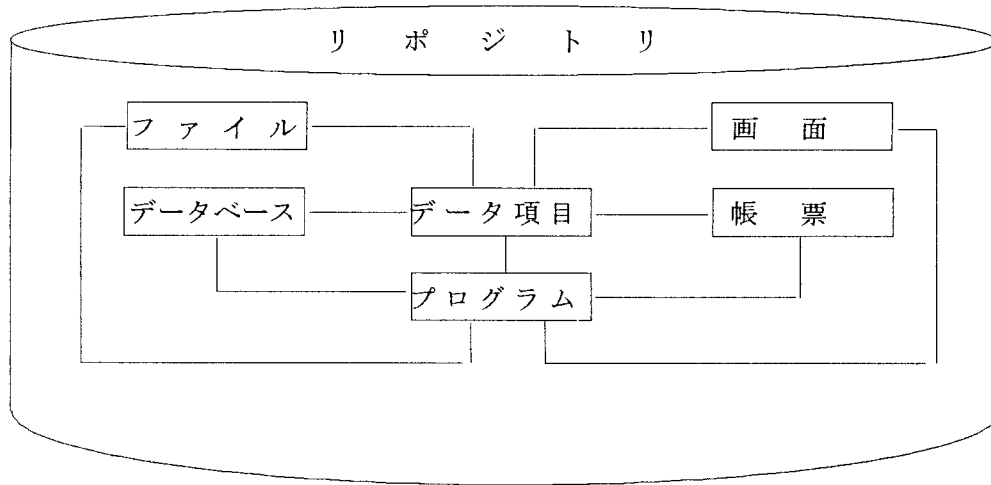 リポジトリ
ファイル
画面
データベース
データ項目
帳票
プログラム